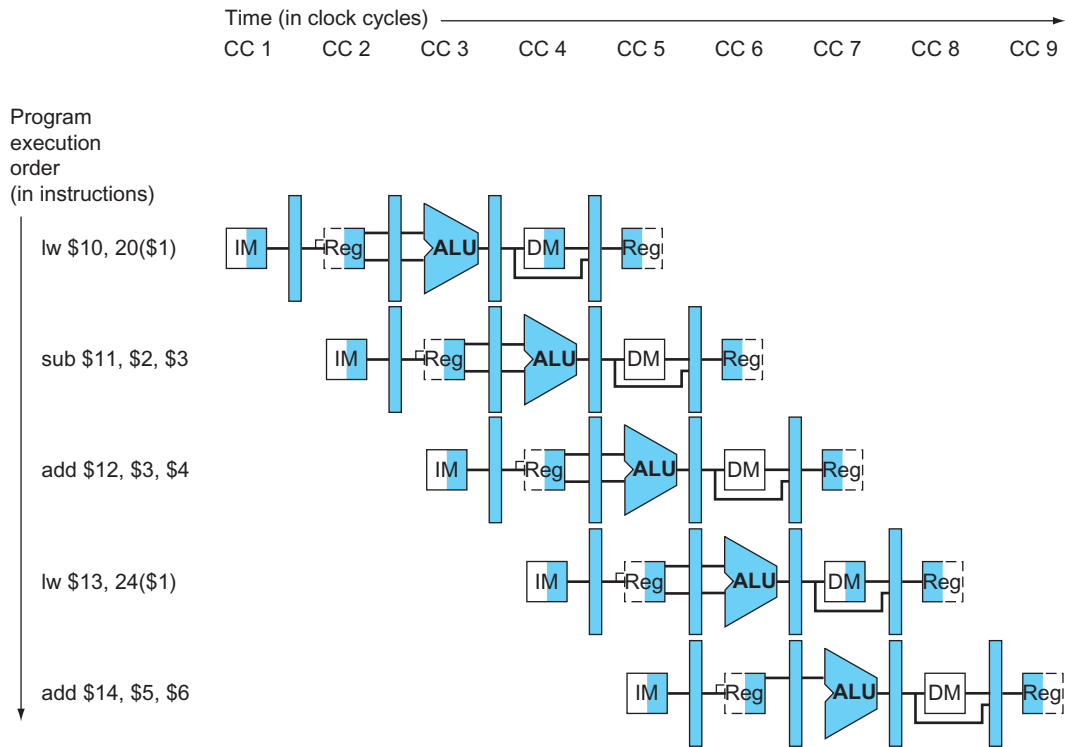 Time (in clock cycles)
CC 1 CC 2 CC 3 CC 4 CC 5 CC 6 CC 7 CC 8 CC 9
Program
execution
order
(in instructions)
lw $10, 20($1) IM Reg ALU DM Reg
sub $11, $2, $3 IM Reg ALU DM Reg
add $12, $3, $4 IM Reg ALU DM Reg
lw $13, 24($1) IM Reg ALU DM Reg
add $14, $5, $6 IM Reg ALU DM Reg